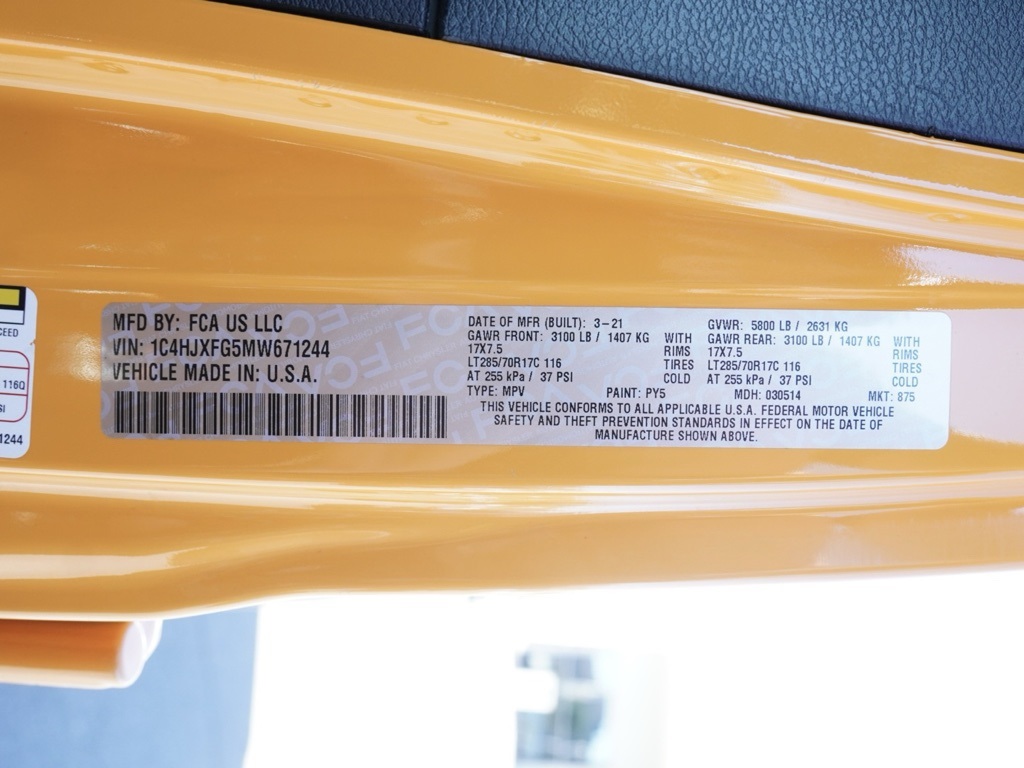 MFD BY: FCA US LLC
VIN: 1C4HJXFG5MW671244
VEHICLE MADE IN: U.S.A.
DATE OF MFR (BUILT): 3-21
GAWR FRONT: 3100 LB / 1407 KG WITH
17X7.5 RIMS
LT285/70R17C 116 TIRES
AT 255 kPa / 37 PSI COLD
TYPE: MPV PAINT: PY5
GVWR: 5800 LB / 2631 KG
GAWR REAR: 3100 LB / 1407 KG WITH
17X7.5 RIMS
LT285/70R17C 116 TIRES
AT 255 kPa / 37 PSI COLD
MDH: 030514 MKT: 875
THIS VEHICLE CONFORMS TO ALL APPLICABLE U.S.A. FEDERAL MOTOR VEHICLE
SAFETY AND THEFT PREVENTION STANDARDS IN EFFECT ON THE DATE OF
MANUFACTURE SHOWN ABOVE.
116Q
1244